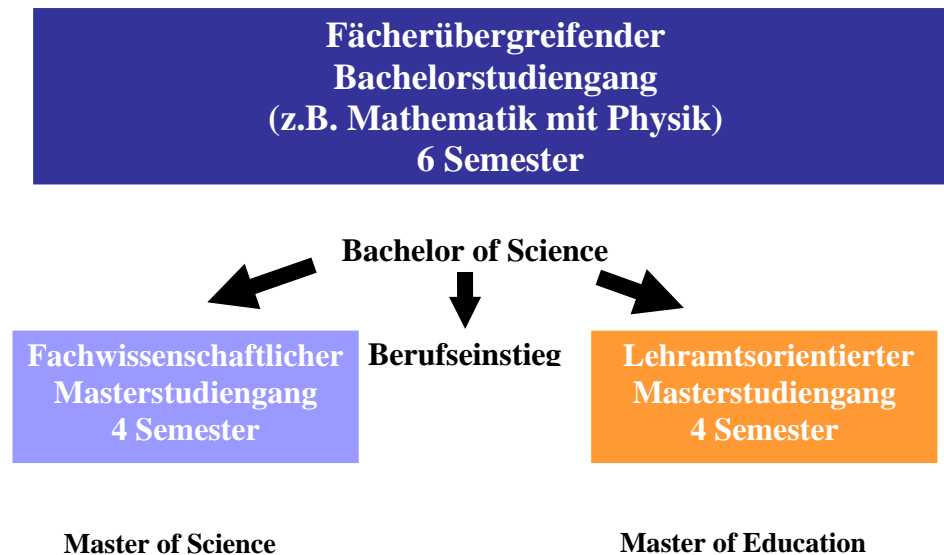 Fächerübergreifender
Bachelorstudiengang
(z.B. Mathematik mit Physik)
6 Semester
Bachelor of Science
Fachwissenschaftlicher
Masterstudiengang
4 Semester
Berufseinstieg
Lehramtsorientierter
Masterstudiengang
4 Semester
Master of Science
Master of Education